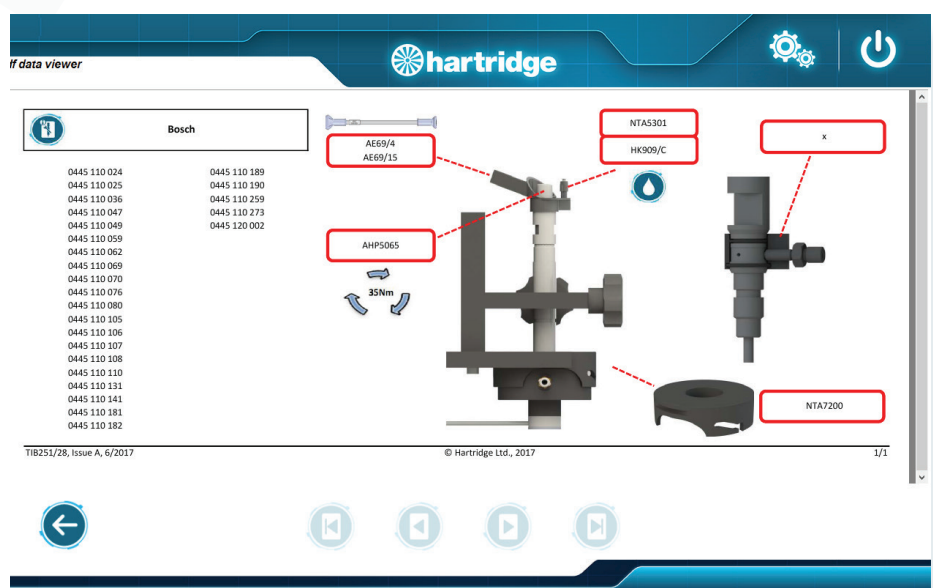 lf data viewer
hartridge
Bosch
0445 110 024
0445 110 025
0445 110 036
0445 110 047
0445 110 049
0445 110 059
0445 110 062
0445 110 069
0445 110 070
0445 110 076
0445 110 080
0445 110 105
0445 110 106
0445 110 107
0445 110 108
0445 110 110
0445 110 131
0445 110 141
0445 110 181
0445 110 182
0445 110 189
0445 110 190
0445 110 259
0445 110 273
0445 120 002
AE69/4
AE69/15
AHP5065
35Nm
NTA5301
HK909/C
x
NTA7200
TIB251/28, Issue A, 6/2017
© Hartridge Ltd., 2017
1/1